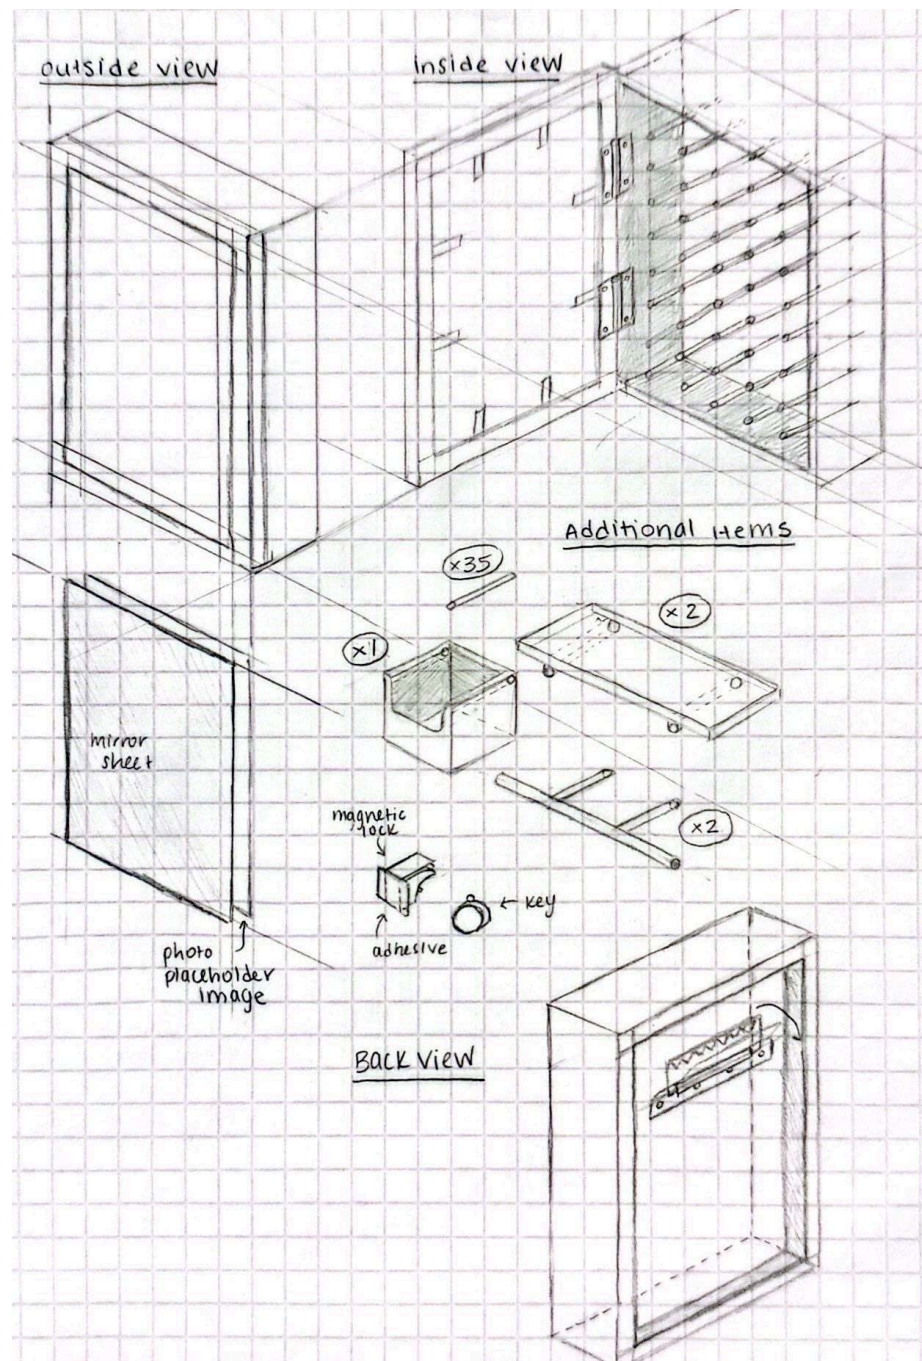 outside view
inside view
Additional items
x35
x2
x1
mirror
sheet
x2
magnetic
lock
key
adhesive
photo
placeholder
image
Back view